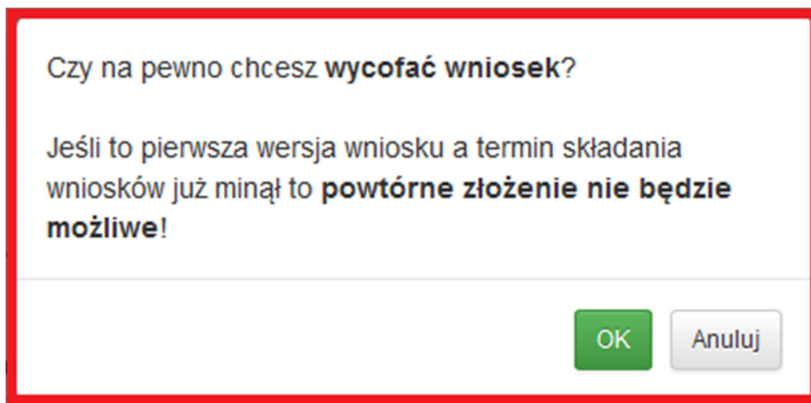 Czy na pewno chcesz wycofać wniosek?
Jeśli to pierwsza wersja wniosku a termin składania
wniosków już minął to powtórne złożenie nie będzie
możliwe!
OK
Anuluj